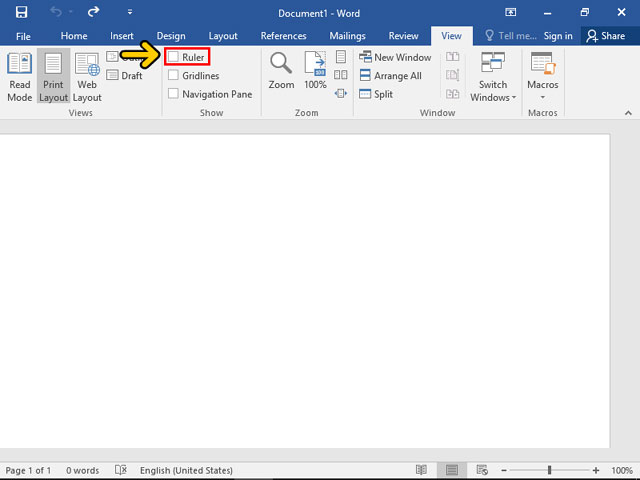 Document1 - Word
File Home Insert Design Layout References Mailings Review View Tell me... Sign in Share
Read Mode
Print Layout
Web Layout
Draft
Views
Ruler
Gridlines
Navigation Pane
Show
Zoom
100%
Zoom
New Window
Arrange All
Split
Switch Windows
Window
Macros
Macros
Page 1 of 1 0 words English (United States) 100%